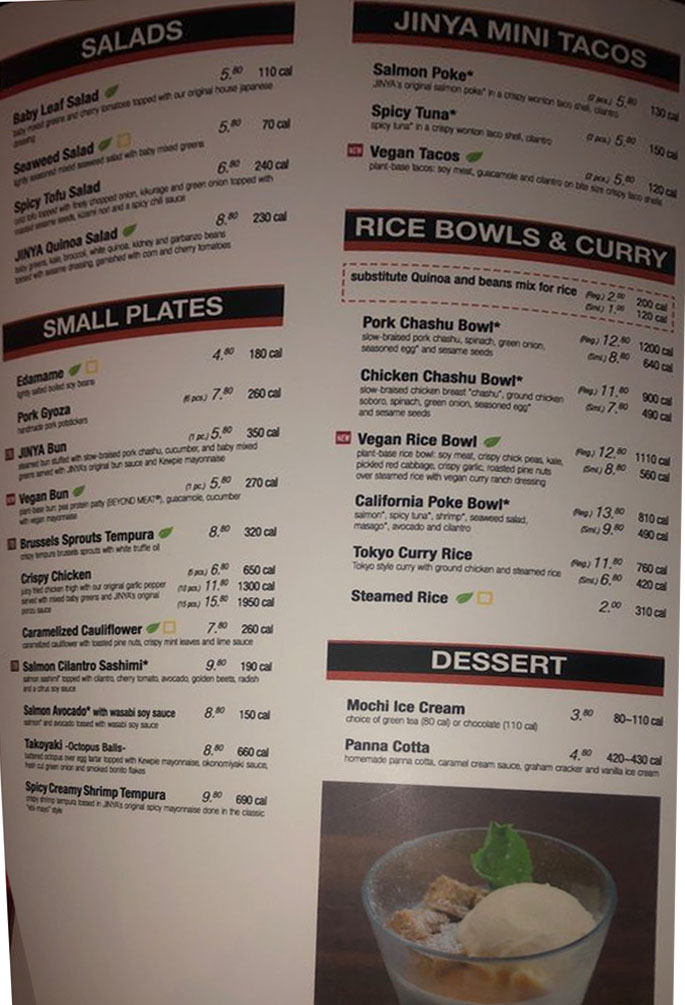 SALADS
5.80 110 cal
Baby Leaf Salad
baby mixed greens and cherry tomatoes topped with our original house japanese
dressing
5.80 70 cal
Seaweed Salad
lightly seasoned mixed seaweed salad with baby mixed greens
6.80 240 cal
Spicy Tofu Salad
cold tofu topped with finely chopped onion, kikurage and green onion topped with
roasted sesame seeds, kizami nori and a spicy chili sauce
8.80 230 cal
JINYA Quinoa Salad
baby greens, kale, broccoli, white quinoa, kidney and garbanzo beans
tossed with sesame dressing, garnished with corn and cherry tomatoes
SMALL PLATES
Edamame 4.80 180 cal
lightly salted boiled soy beans
Pork Gyoza (6 pcs.) 7.80 260 cal
handmade pork potstickers
JINYA Bun (1 pc.) 5.80 350 cal
steamed bun stuffed with slow-braised pork chashu, cucumber, and baby mixed
greens served with JINYA's original bun sauce and Kewpie mayonnaise
NEW Vegan Bun (1 pc.) 5.80 270 cal
plant-base bun: pea protein patty (BEYOND MEAT®), guacamole, cucumber
with vegan mayonnaise
Brussels Sprouts Tempura 8.80 320 cal
crispy tempura brussels sprouts with white truffle oil
Crispy Chicken (5 pcs.) 6.80 650 cal
juicy fried chicken thigh with our original garlic pepper (10 pcs.) 11.80 1300 cal
served with mixed baby greens and JINYA's original (15 pcs.) 15.80 1950 cal
ponzu sauce
Caramelized Cauliflower 7.80 260 cal
caramelized cauliflower with toasted pine nuts, crispy mint leaves and lime sauce
Salmon Cilantro Sashimi* 9.80 190 cal
salmon sashimi* topped with cilantro, cherry tomato, avocado, golden beets, radish
and a citrus soy sauce
Salmon Avocado* with wasabi soy sauce 8.80 150 cal
salmon* and avocado tossed with wasabi soy sauce
Takoyaki -Octopus Balls- 8.80 660 cal
battered octopus over egg tartar topped with Kewpie mayonnaise, okonomiyaki sauce,
fresh cut green onion and smoked bonito flakes
Spicy Creamy Shrimp Tempura 9.80 690 cal
crispy shrimp tempura tossed in JINYA's original spicy mayonnaise done in the classic
"ebi-mayo" style
JINYA MINI TACOS
Salmon Poke* (2 pcs.) 5.80 130 cal
JINYA's original salmon poke* in a crispy wonton taco shell, cilantro
Spicy Tuna* (2 pcs.) 5.80 150 cal
spicy tuna* in a crispy wonton taco shell, cilantro
NEW Vegan Tacos (2 pcs.) 5.80 120 cal
plant-base tacos: soy meat, guacamole and cilantro on bite size crispy taco shells
RICE BOWLS & CURRY
substitute Quinoa and beans mix for rice (Reg.) 2.00 200 cal
(Sml.) 1.00 120 cal
Pork Chashu Bowl* (Reg.) 12.80 1200 cal
slow-braised pork chashu, spinach, green onion, (Sml.) 8.80 640 cal
seasoned egg* and sesame seeds
Chicken Chashu Bowl* (Reg.) 11.80 900 cal
slow-braised chicken breast "chashu", ground chicken (Sml.) 7.80 490 cal
soboro, spinach, green onion, seasoned egg*
and sesame seeds
NEW Vegan Rice Bowl (Reg.) 12.80 1110 cal
plant-base rice bowl: soy meat, crispy chick peas, kale, (Sml.) 8.80 560 cal
pickled red cabbage, crispy garlic, roasted pine nuts
over steamed rice with vegan curry ranch dressing
California Poke Bowl* (Reg.) 13.80 810 cal
salmon*, spicy tuna*, shrimp*, seaweed salad, (Sml.) 9.80 490 cal
masago*, avocado and cilantro
Tokyo Curry Rice (Reg.) 11.80 760 cal
Tokyo style curry with ground chicken and steamed rice (Sml.) 6.80 420 cal
Steamed Rice 2.00 310 cal
DESSERT
Mochi Ice Cream 3.80 80~110 cal
choice of green tea (80 cal) or chocolate (110 cal)
Panna Cotta 4.80 420~430 cal
homemade panna cotta, caramel cream sauce, graham cracker and vanilla ice cream